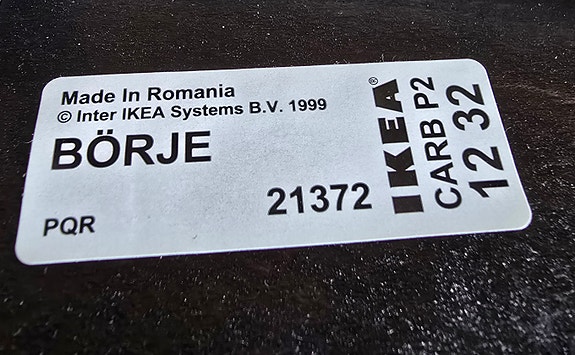 Made In Romania
© Inter IKEA Systems B.V. 1999
BÖRJE
21372
PQR
IKEA®
CARB P2
12 32